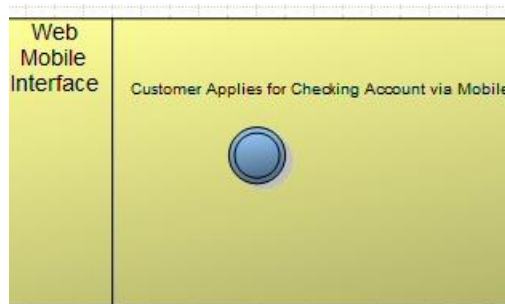 Web
Mobile
Interface
Customer Applies for Checking Account via Mobile